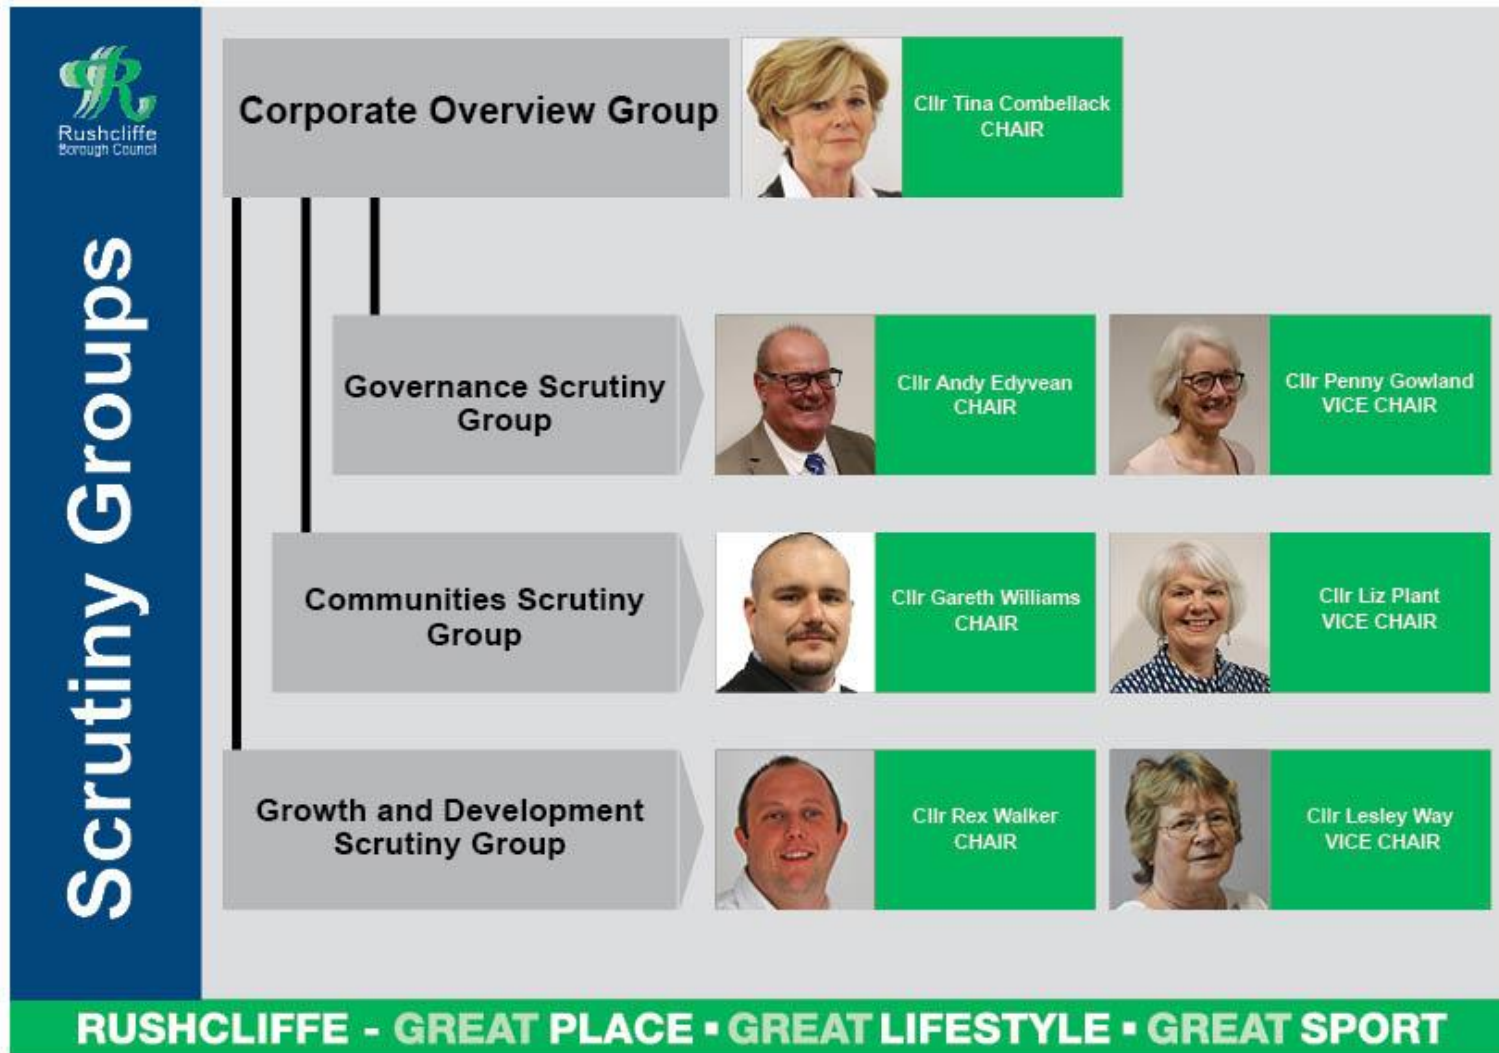 Rushcliffe
Borough Council
Scrutiny Groups
Corporate Overview Group
Cllr Tina Combellack
CHAIR
Governance Scrutiny
Group
Cllr Andy Edyvean
CHAIR
Cllr Penny Gowland
VICE CHAIR
Communities Scrutiny
Group
Cllr Gareth Williams
CHAIR
Cllr Liz Plant
VICE CHAIR
Growth and Development
Scrutiny Group
Cllr Rex Walker
CHAIR
Cllr Lesley Way
VICE CHAIR
RUSHCLIFFE - GREAT PLACE ▪ GREAT LIFESTYLE ▪ GREAT SPORT